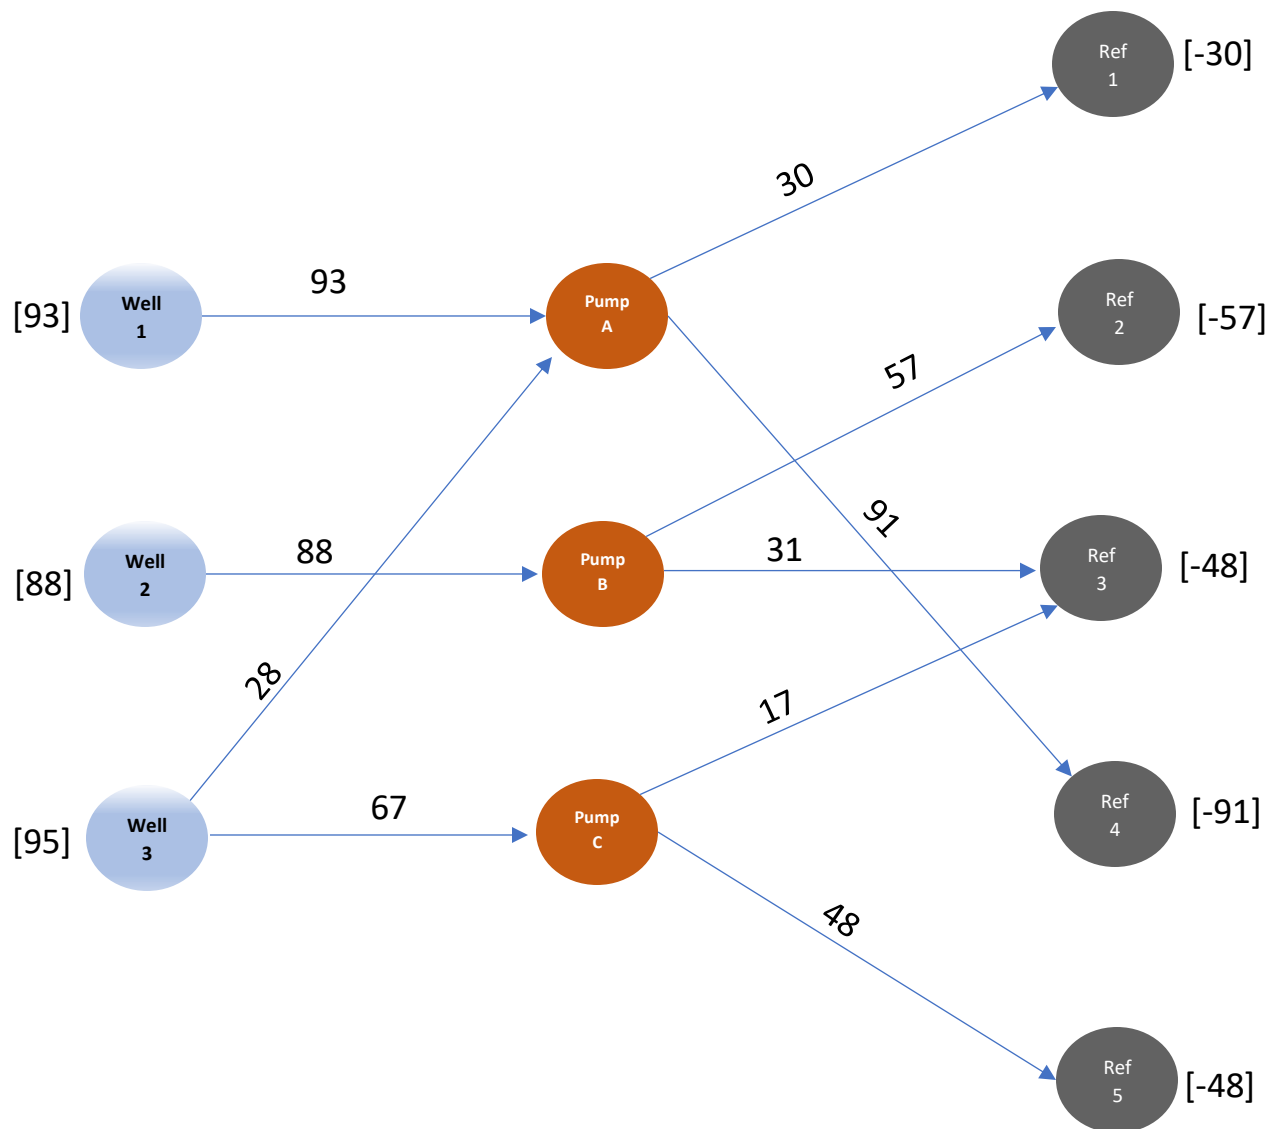 Ref
1
[-30]
30
93
[93]
Well
1
Pump
A
Ref
2
[-57]
57
91
88
[88]
Well
2
Pump
B
31
Ref
3
[-48]
28
17
67
[95]
Well
3
Pump
C
Ref
4
[-91]
48
Ref
5
[-48]